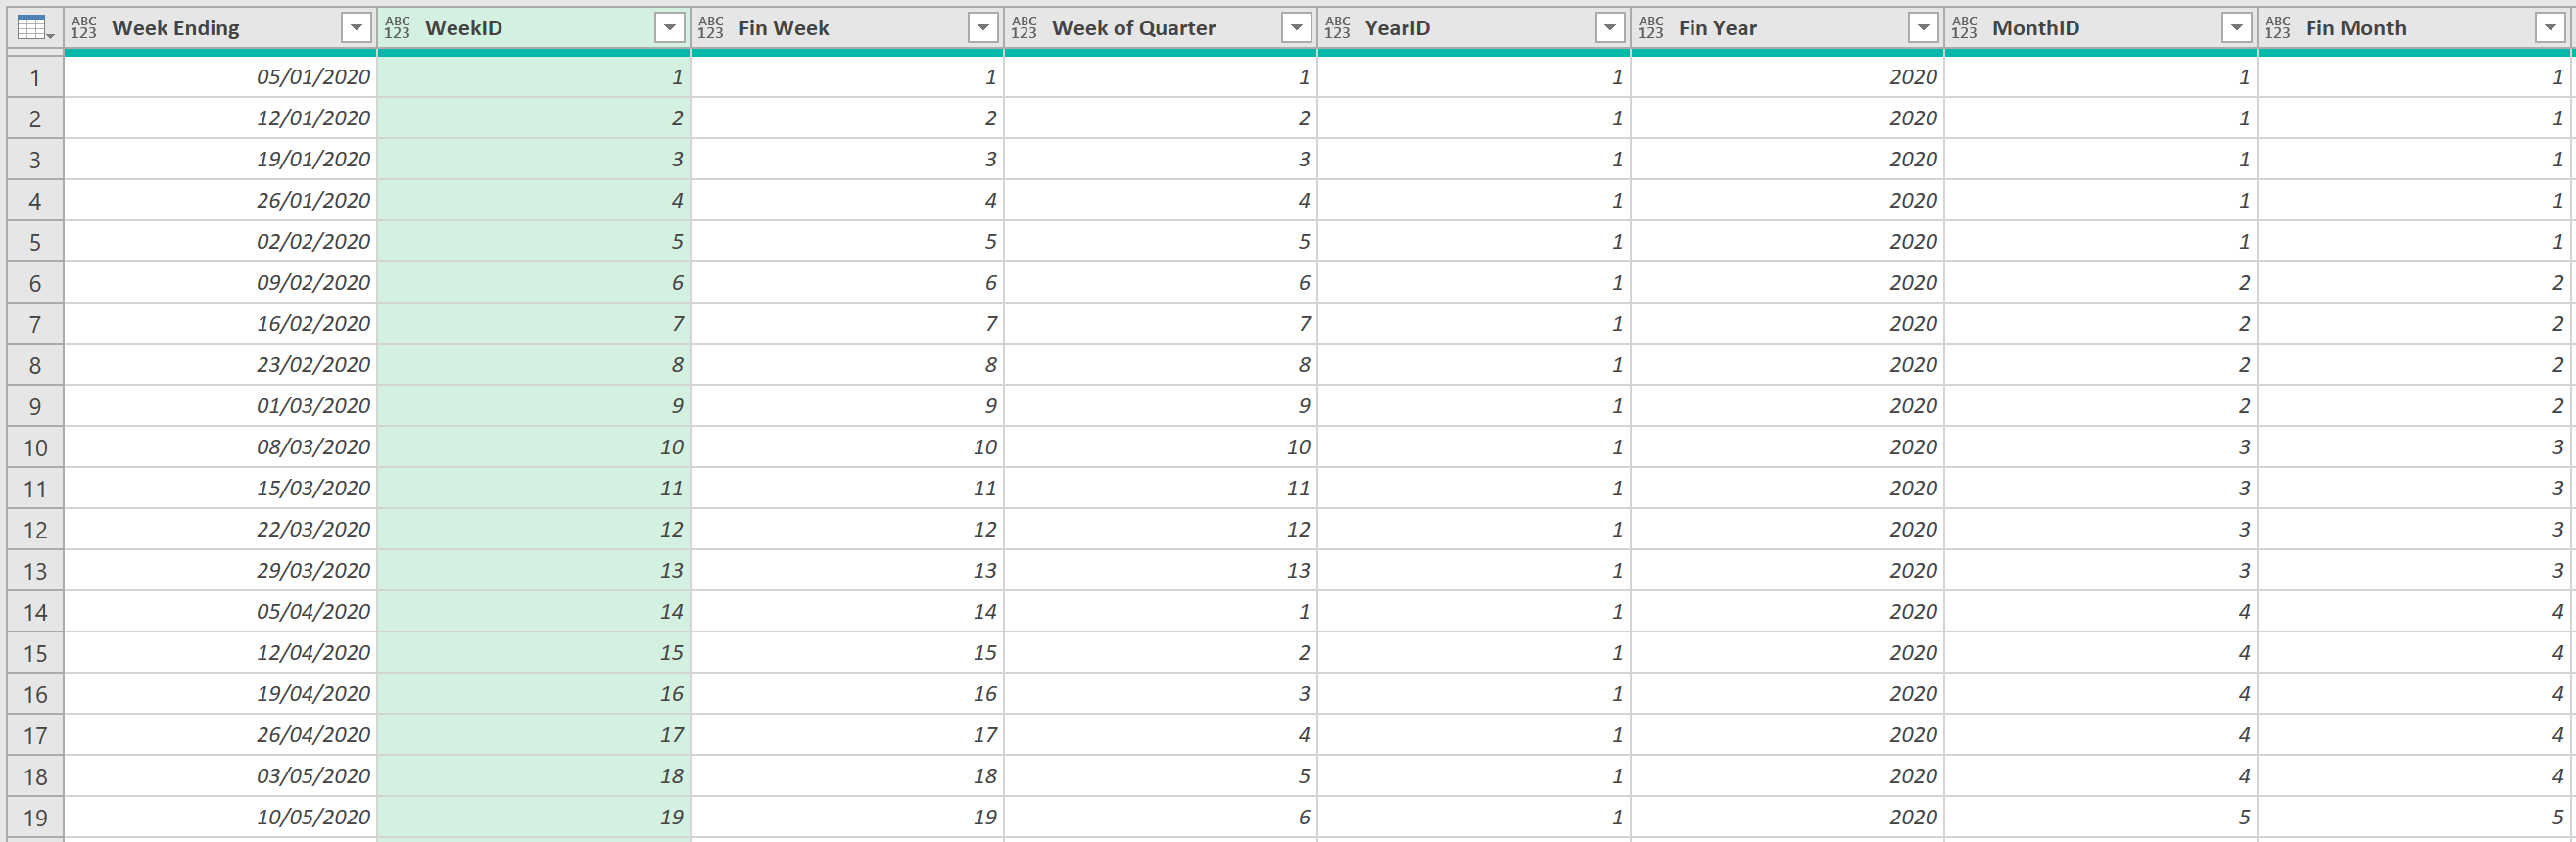 ABC 123 Week Ending ABC 123 WeekID ABC 123 Fin Week ABC 123 Week of Quarter ABC 123 YearID ABC 123 Fin Year ABC 123 MonthID ABC 123 Fin Month
1 05/01/2020 1 1 1 1 2020 1 1
2 12/01/2020 2 2 2 1 2020 1 1
3 19/01/2020 3 3 3 1 2020 1 1
4 26/01/2020 4 4 4 1 2020 1 1
5 02/02/2020 5 5 5 1 2020 1 1
6 09/02/2020 6 6 6 1 2020 2 2
7 16/02/2020 7 7 7 1 2020 2 2
8 23/02/2020 8 8 8 1 2020 2 2
9 01/03/2020 9 9 9 1 2020 2 2
10 08/03/2020 10 10 10 1 2020 3 3
11 15/03/2020 11 11 11 1 2020 3 3
12 22/03/2020 12 12 12 1 2020 3 3
13 29/03/2020 13 13 13 1 2020 3 3
14 05/04/2020 14 14 1 1 2020 4 4
15 12/04/2020 15 15 2 1 2020 4 4
16 19/04/2020 16 16 3 1 2020 4 4
17 26/04/2020 17 17 4 1 2020 4 4
18 03/05/2020 18 18 5 1 2020 4 4
19 10/05/2020 19 19 6 1 2020 5 5